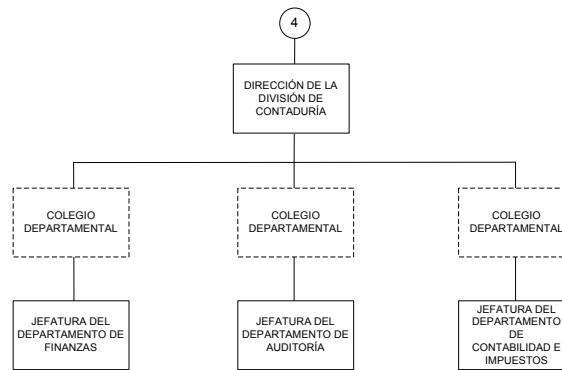 4
DIRECCIÓN DE LA
DIVISIÓN DE
CONTADURÍA
COLEGIO
DEPARTAMENTAL
COLEGIO
DEPARTAMENTAL
COLEGIO
DEPARTAMENTAL
JEFATURA DEL
DEPARTAMENTO DE
FINANZAS
JEFATURA DEL
DEPARTAMENTO DE
AUDITORÍA
JEFATURA DEL
DEPARTAMENTO
DE
CONTABILIDAD E
IMPUESTOS